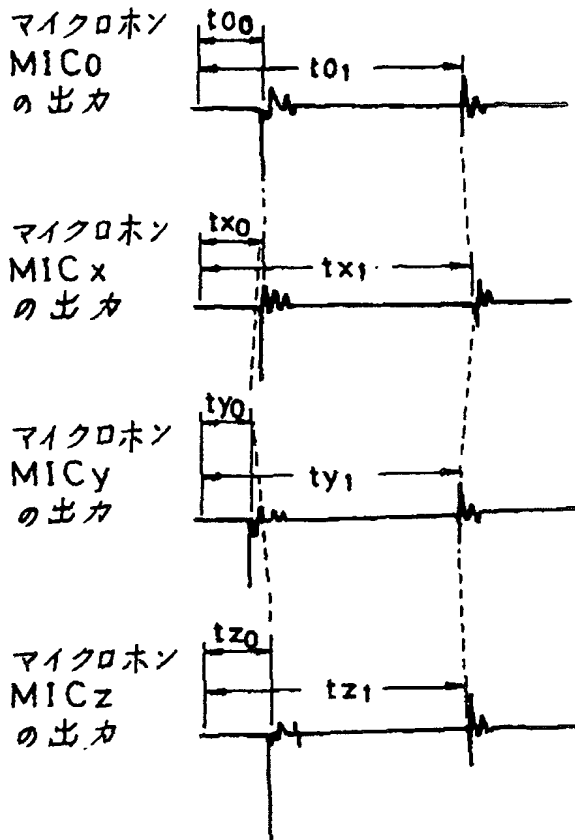 マイクロホン
MIC0
の出力
t0₀
t0₁
マイクロホン
MICx
の出力
tx₀
tx₁
マイクロホン
MICy
の出力
ty₀
ty₁
マイクロホン
MICz
の出力
tz₀
tz₁